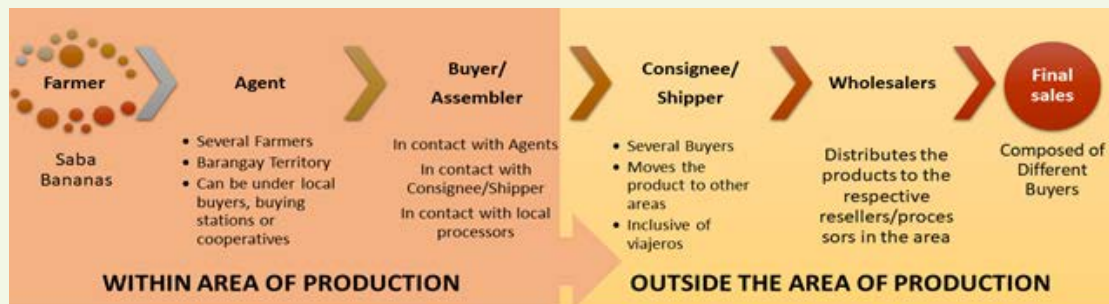 Farmer
Saba
Bananas
Agent
• Several Farmers
• Barangay Territory
• Can be under local
buyers, buying
stations or
cooperatives
Buyer/
Assembler
In contact with Agents
In contact with
Consignee/Shipper
In contact with local
processors
WITHIN AREA OF PRODUCTION
Consignee/
Shipper
• Several Buyers
• Moves the
product to other
areas
• Inclusive of
viajeros
Wholesalers
Distributes the
products to the
respective
resellers/proces
sors in the area
Final
sales
Composed of
Different
Buyers
OUTSIDE THE AREA OF PRODUCTION